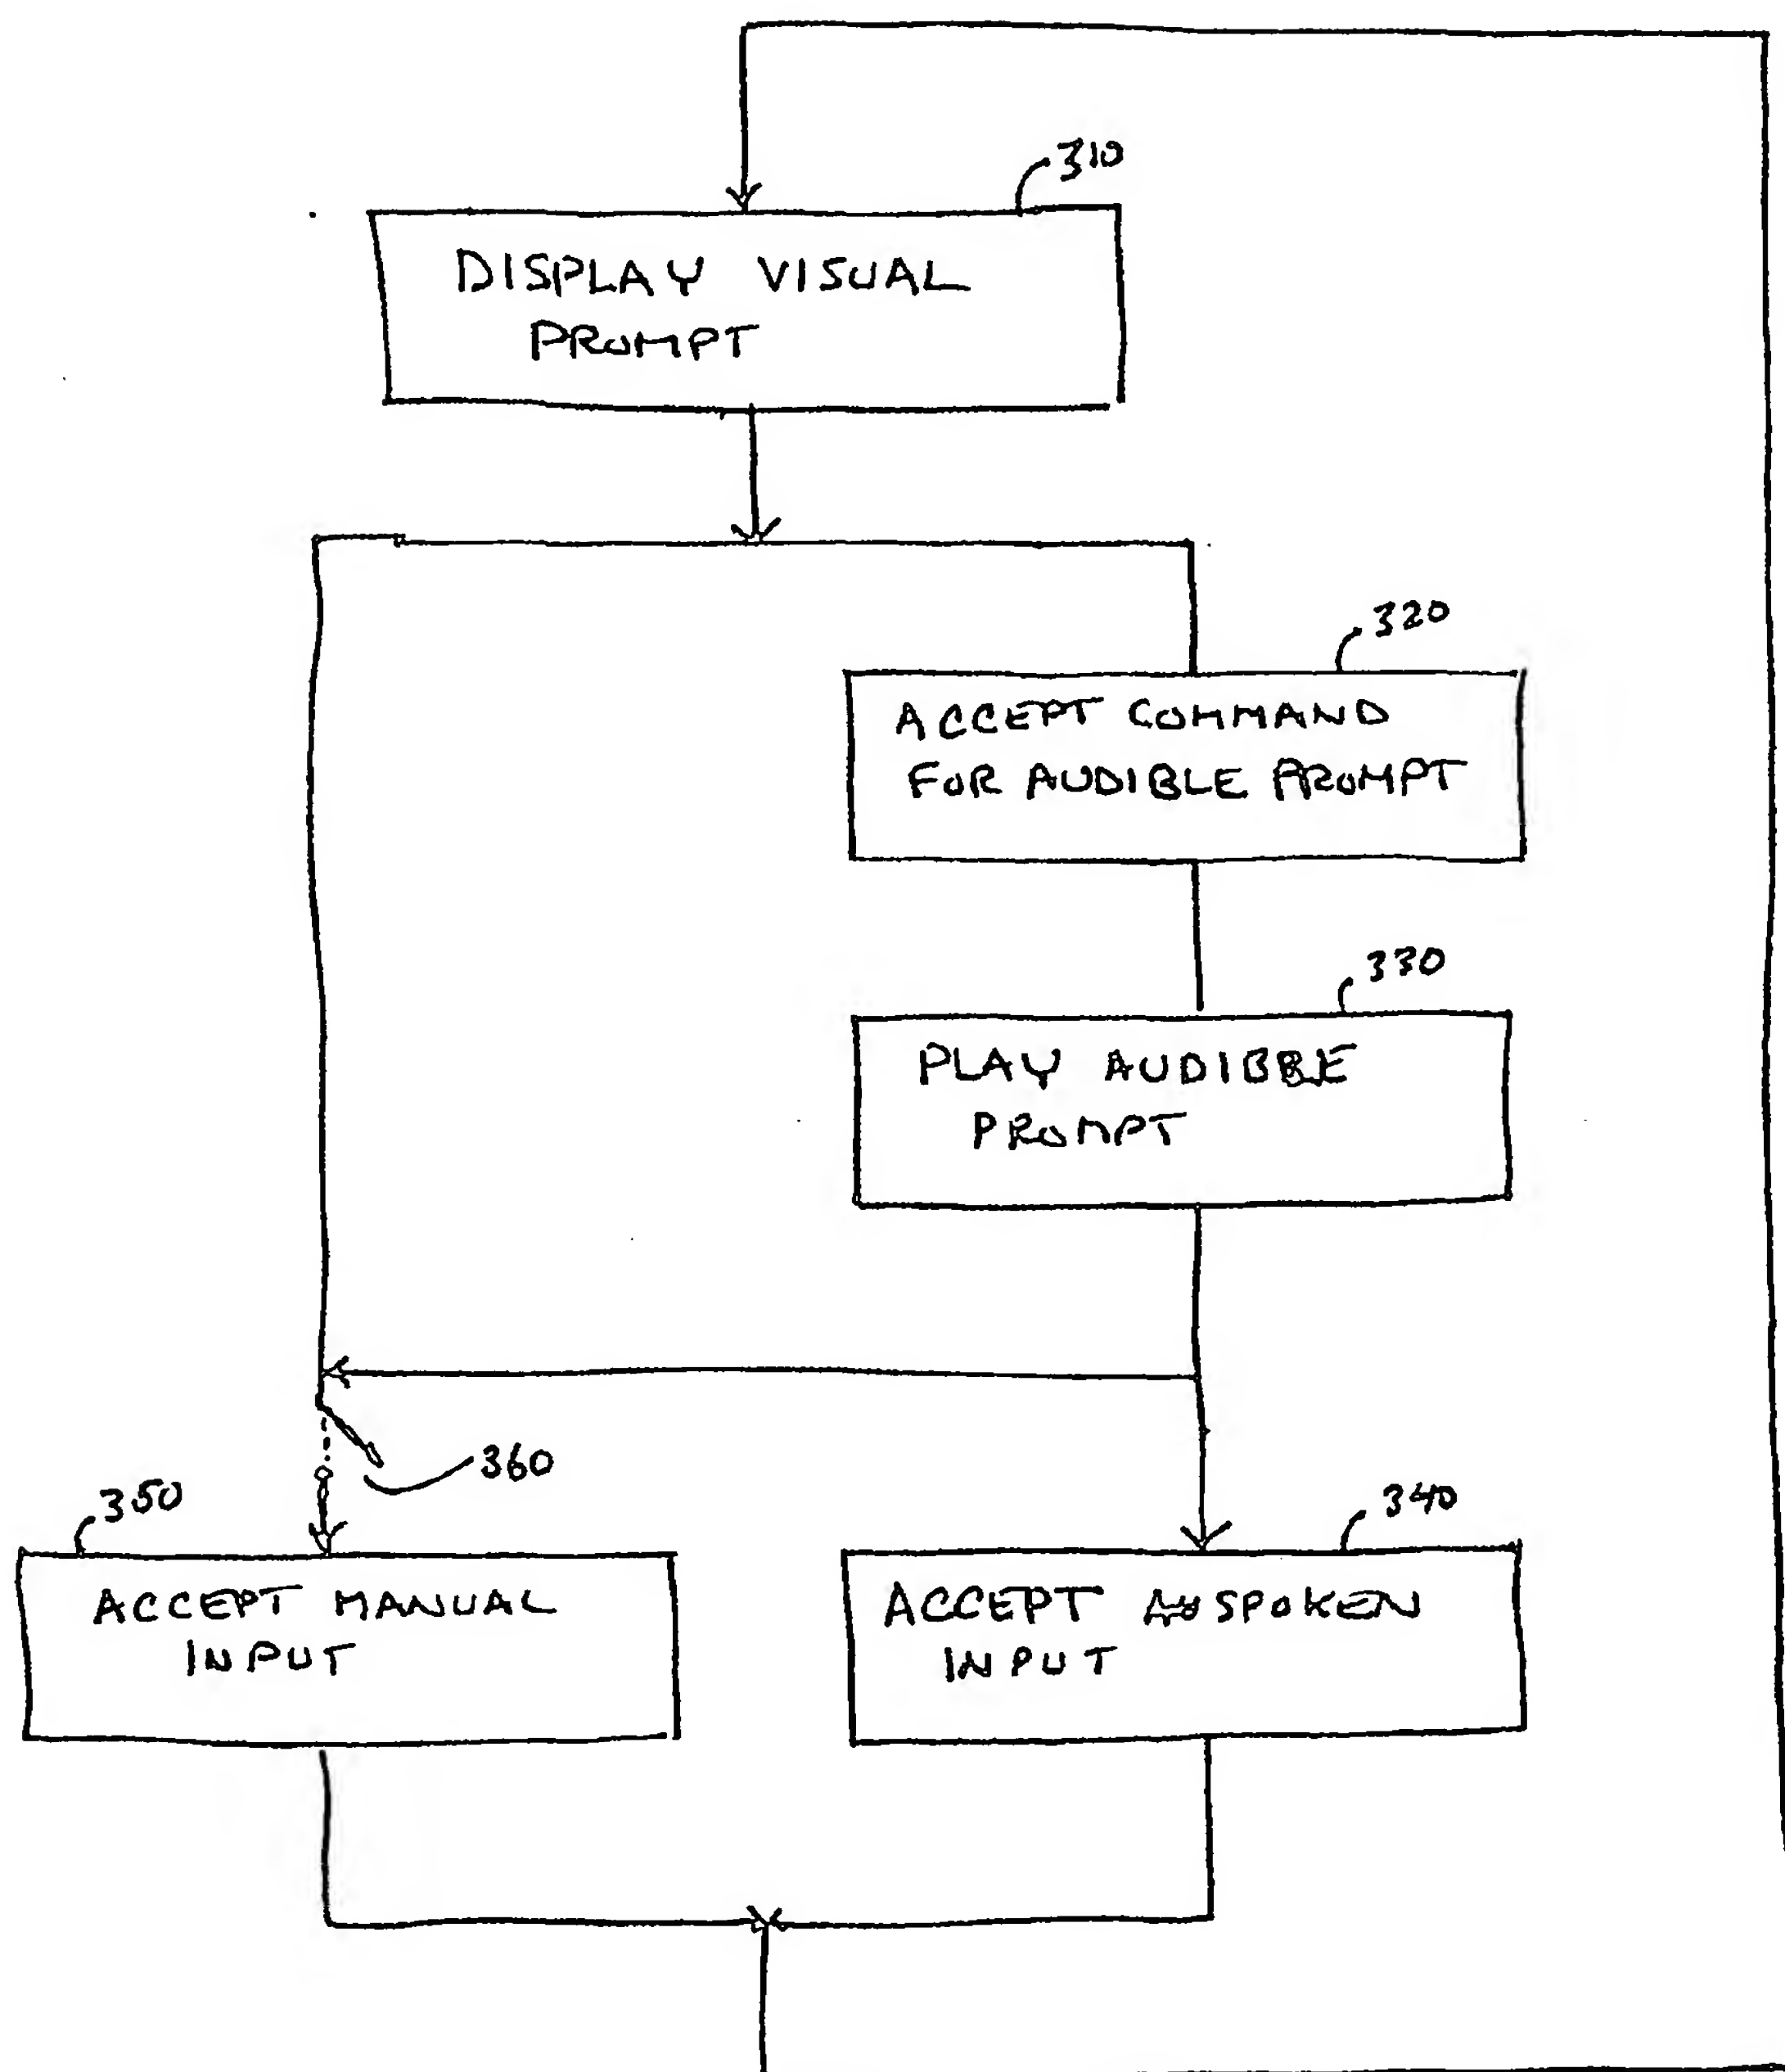 310
DISPLAY VISUAL
PROMPT
320
ACCEPT COMMAND
FOR AUDIBLE PROMPT
330
PLAY AUDIBLE
PROMPT
360
350
ACCEPT MANUAL
INPUT
340
ACCEPT SPOKEN
INPUT